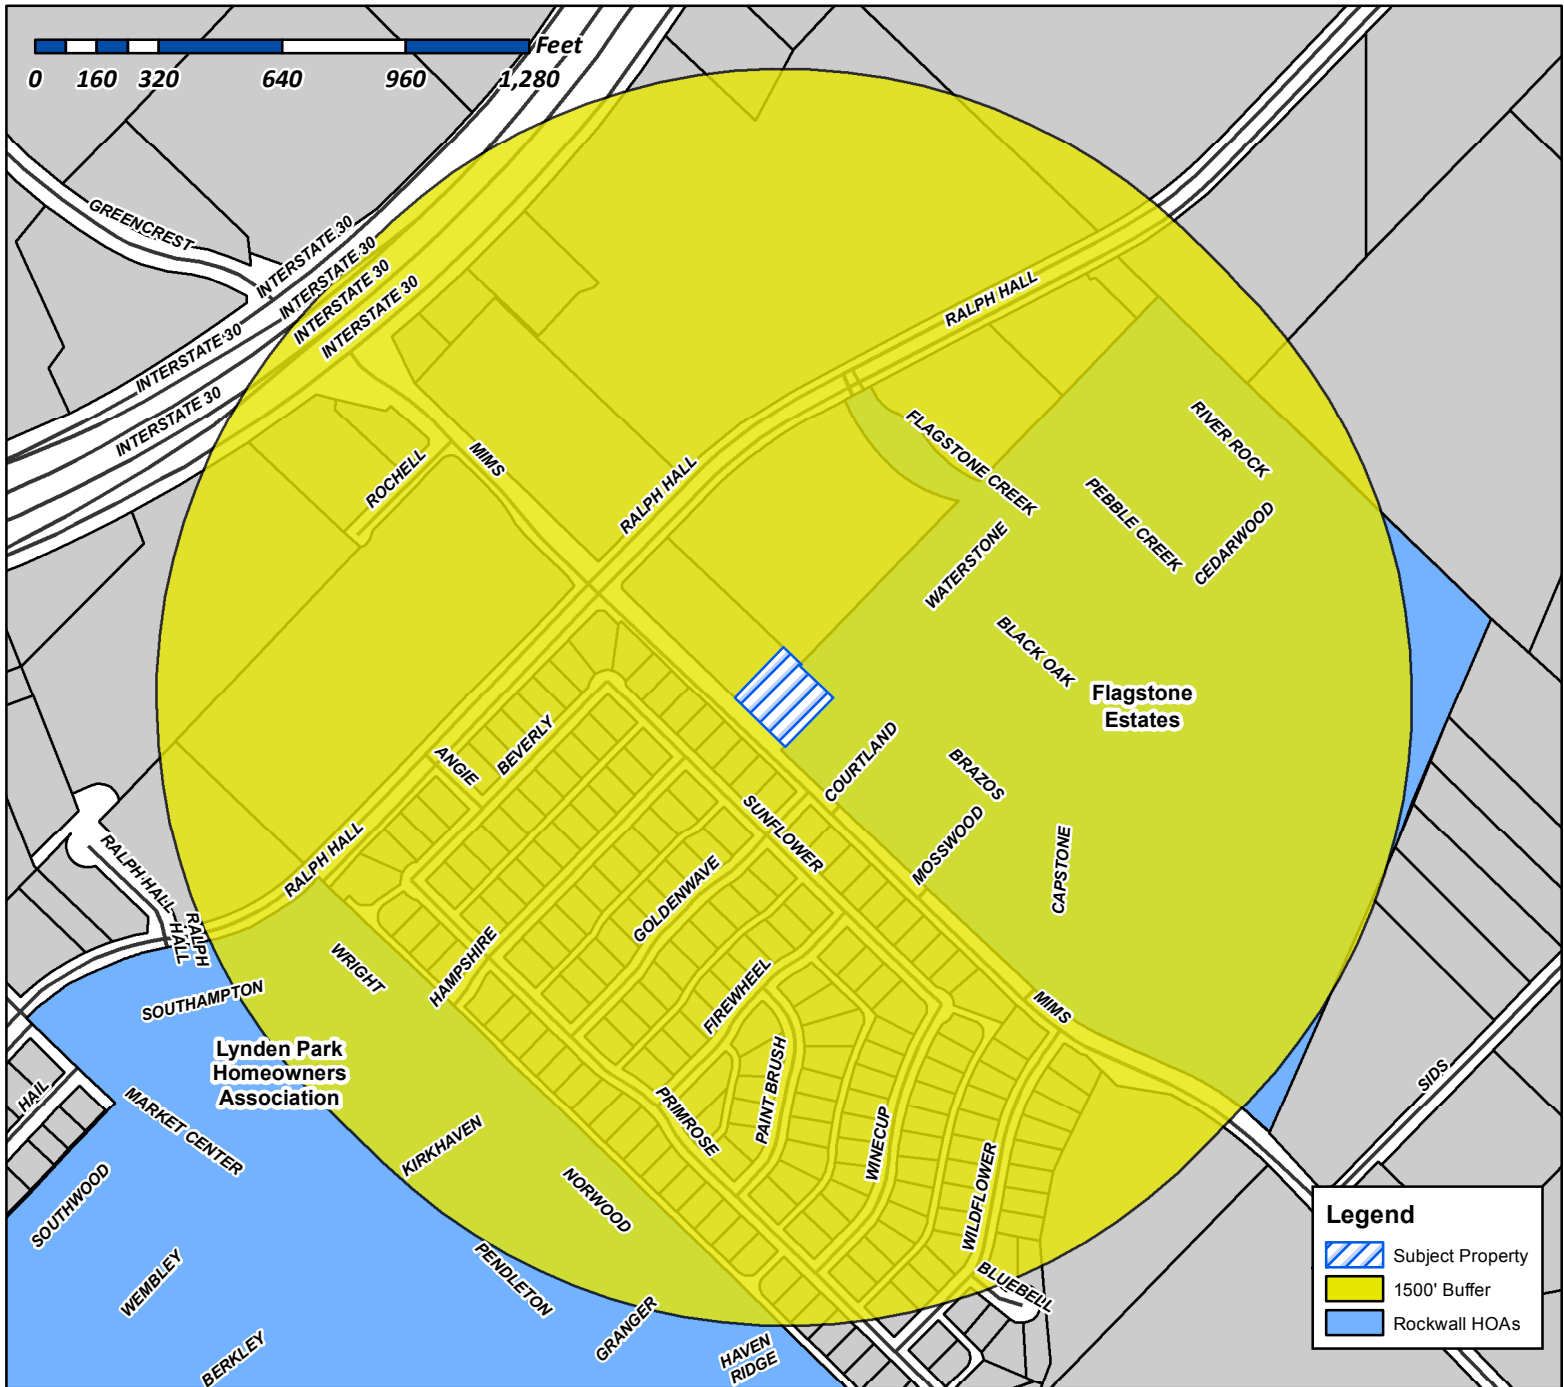 Feet
0 160 320 640 960 1,280
GREENCREST
INTERSTATE 30
INTERSTATE 30
INTERSTATE 30
INTERSTATE 30
INTERSTATE 30
INTERSTATE 30
RALPH HALL
MIMS
ROCHELL
RALPH HALL
FLAGSTONE CREEK
RIVER ROCK
PEBBLE CREEK
CEDARWOOD
WATERSTONE
BLACK OAK
Flagstone
Estates
ANGIE
BEVERLY
COURTLAND
BRAZOS
SUNFLOWER
MOSSWOOD
CAPSTONE
RALPH HALL
RALPH HALL
RALPH
HALL
GOLDENWAVE
WRIGHT
HAMPSHIRE
FIREWHEEL
MIMS
SOUTHAMPTON
Lynden Park
Homeowners
Association
HAIL
MARKET CENTER
KIRKHAVEN
PRIMROSE
PAINT BRUSH
WINECUP
WILDFLOWER
SIDS
SOUTHWOOD
NORWOOD
WEMBLEY
PENDLETON
BLUEBELL
GRANGER
BERKLEY
HAVEN
RIDGE
Legend
Subject Property
1500' Buffer
Rockwall HOAs